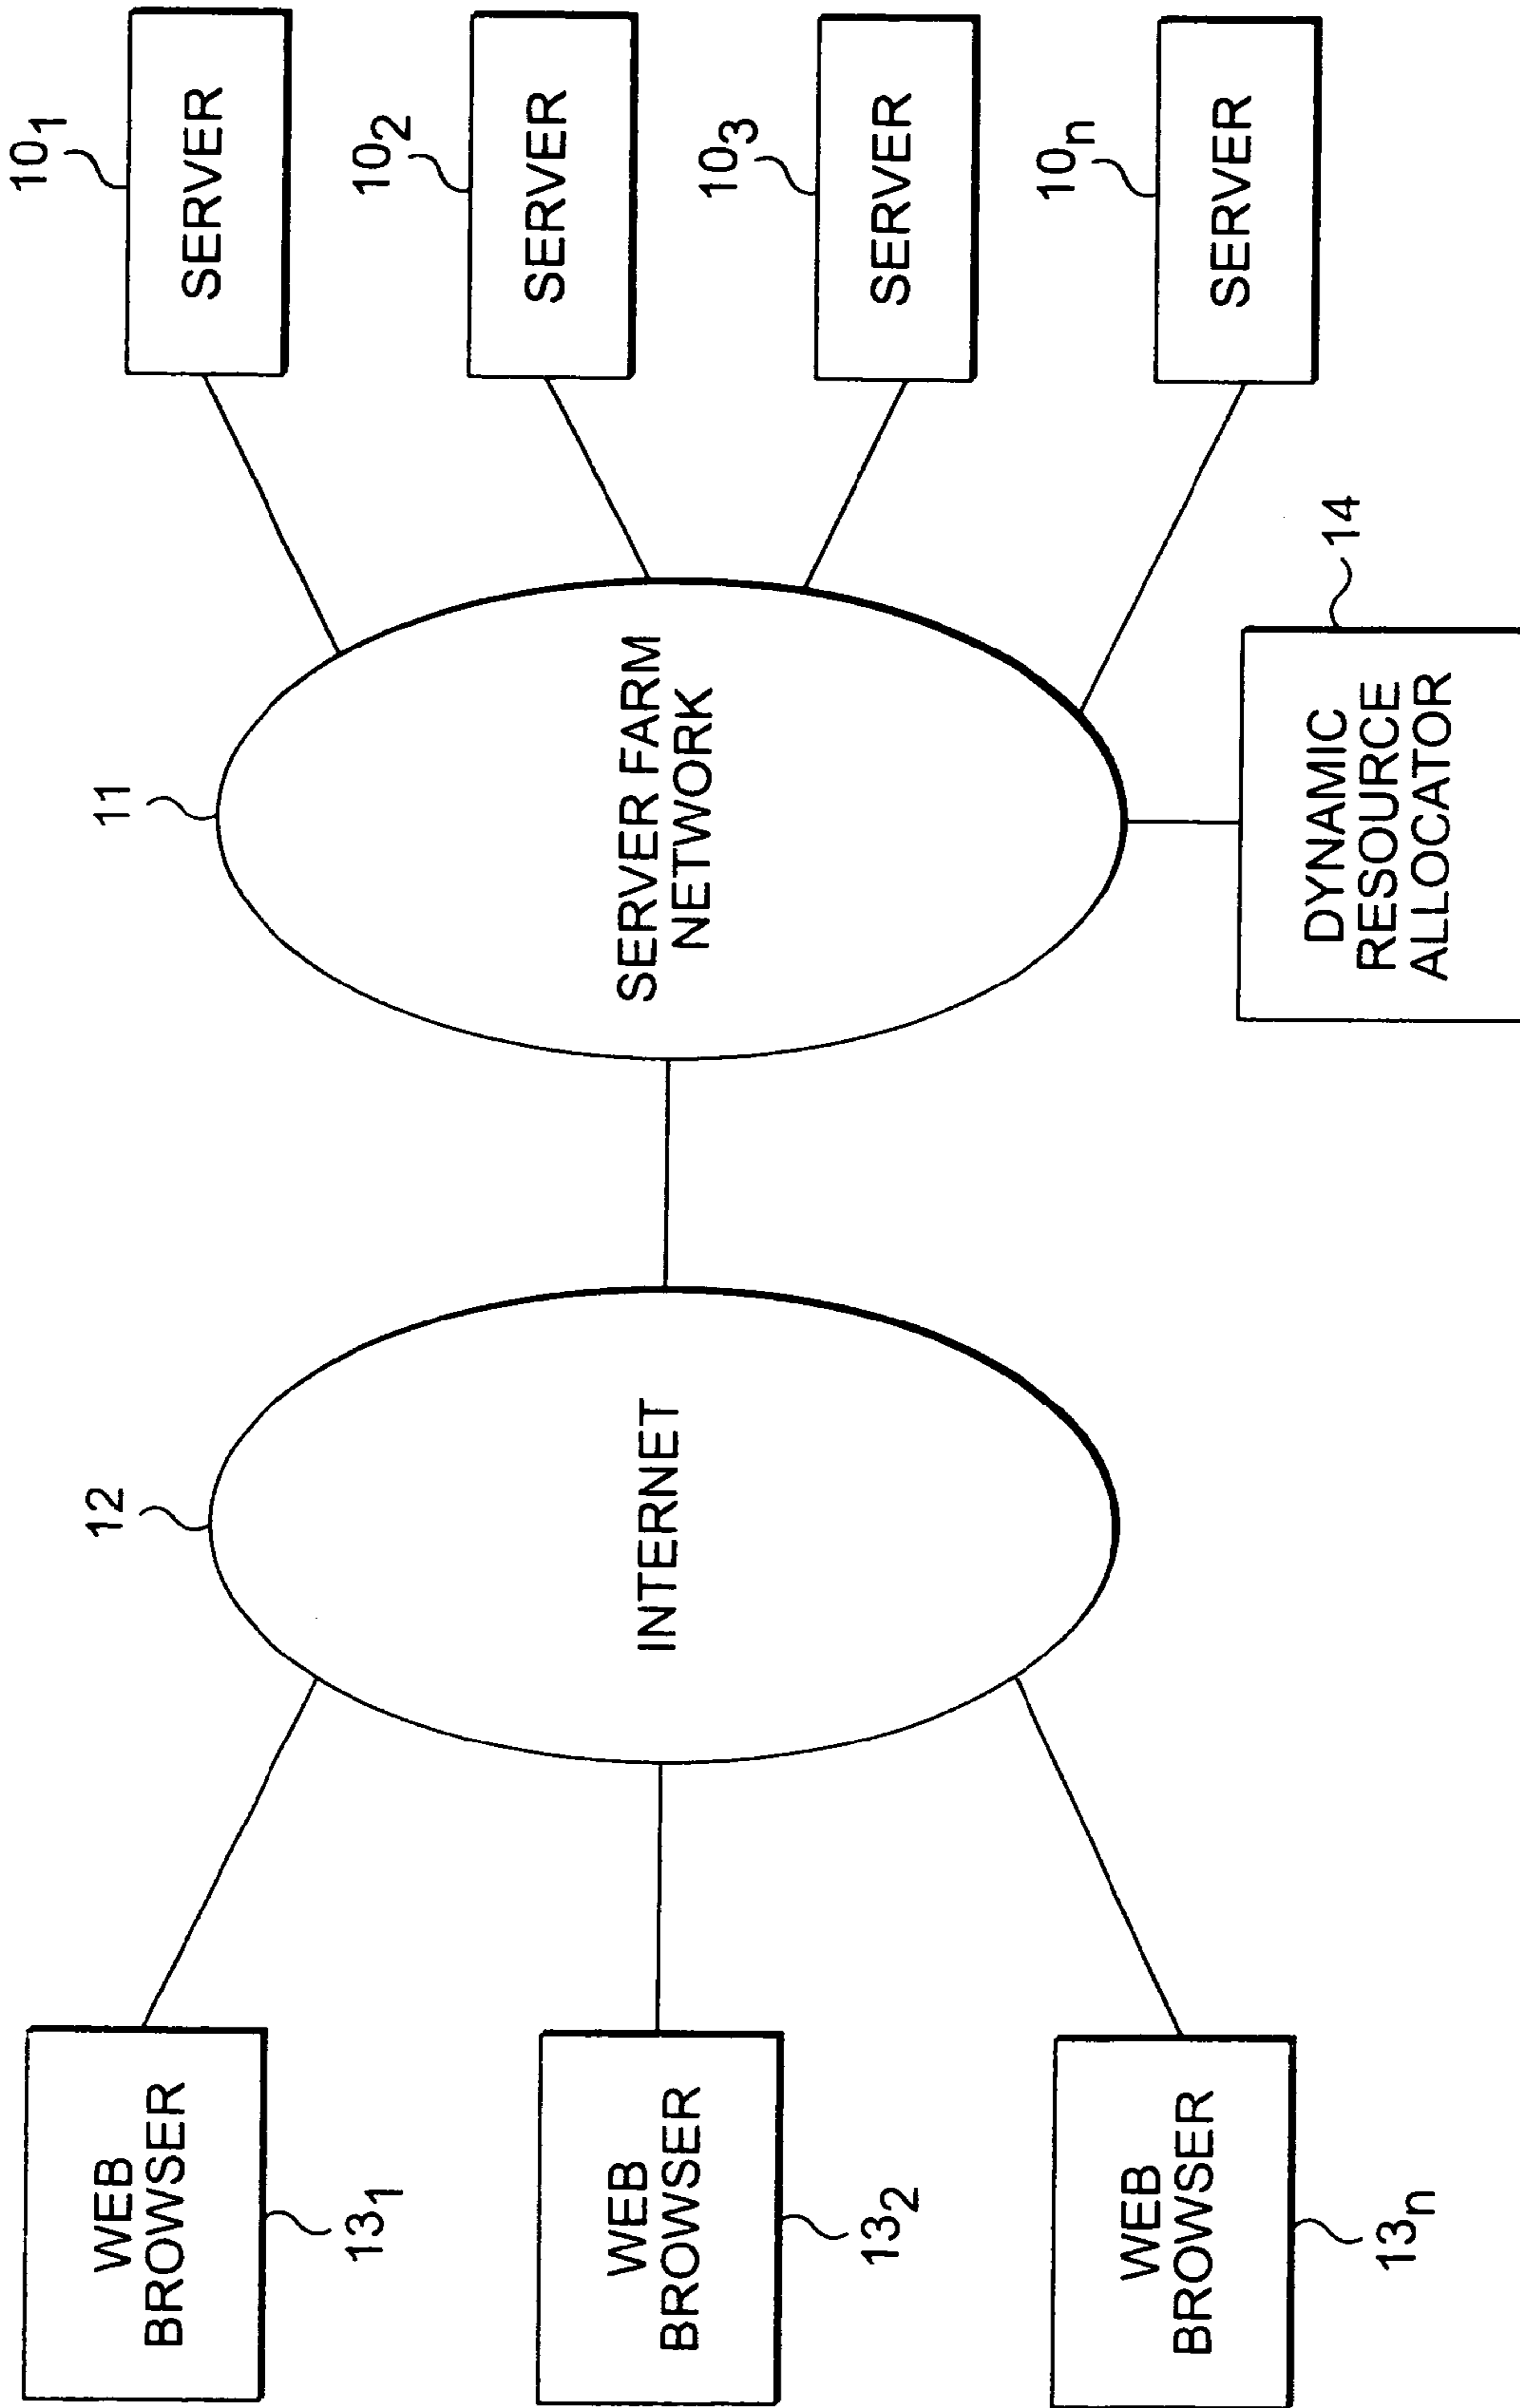 WEB
BROWSER
13₁
WEB
BROWSER
13₂
WEB
BROWSER
13ₙ
12
INTERNET
11
SERVER FARM
NETWORK
DYNAMIC
RESOURCE
ALLOCATOR
14
10₁
SERVER
10₂
SERVER
10₃
SERVER
10ₙ
SERVER